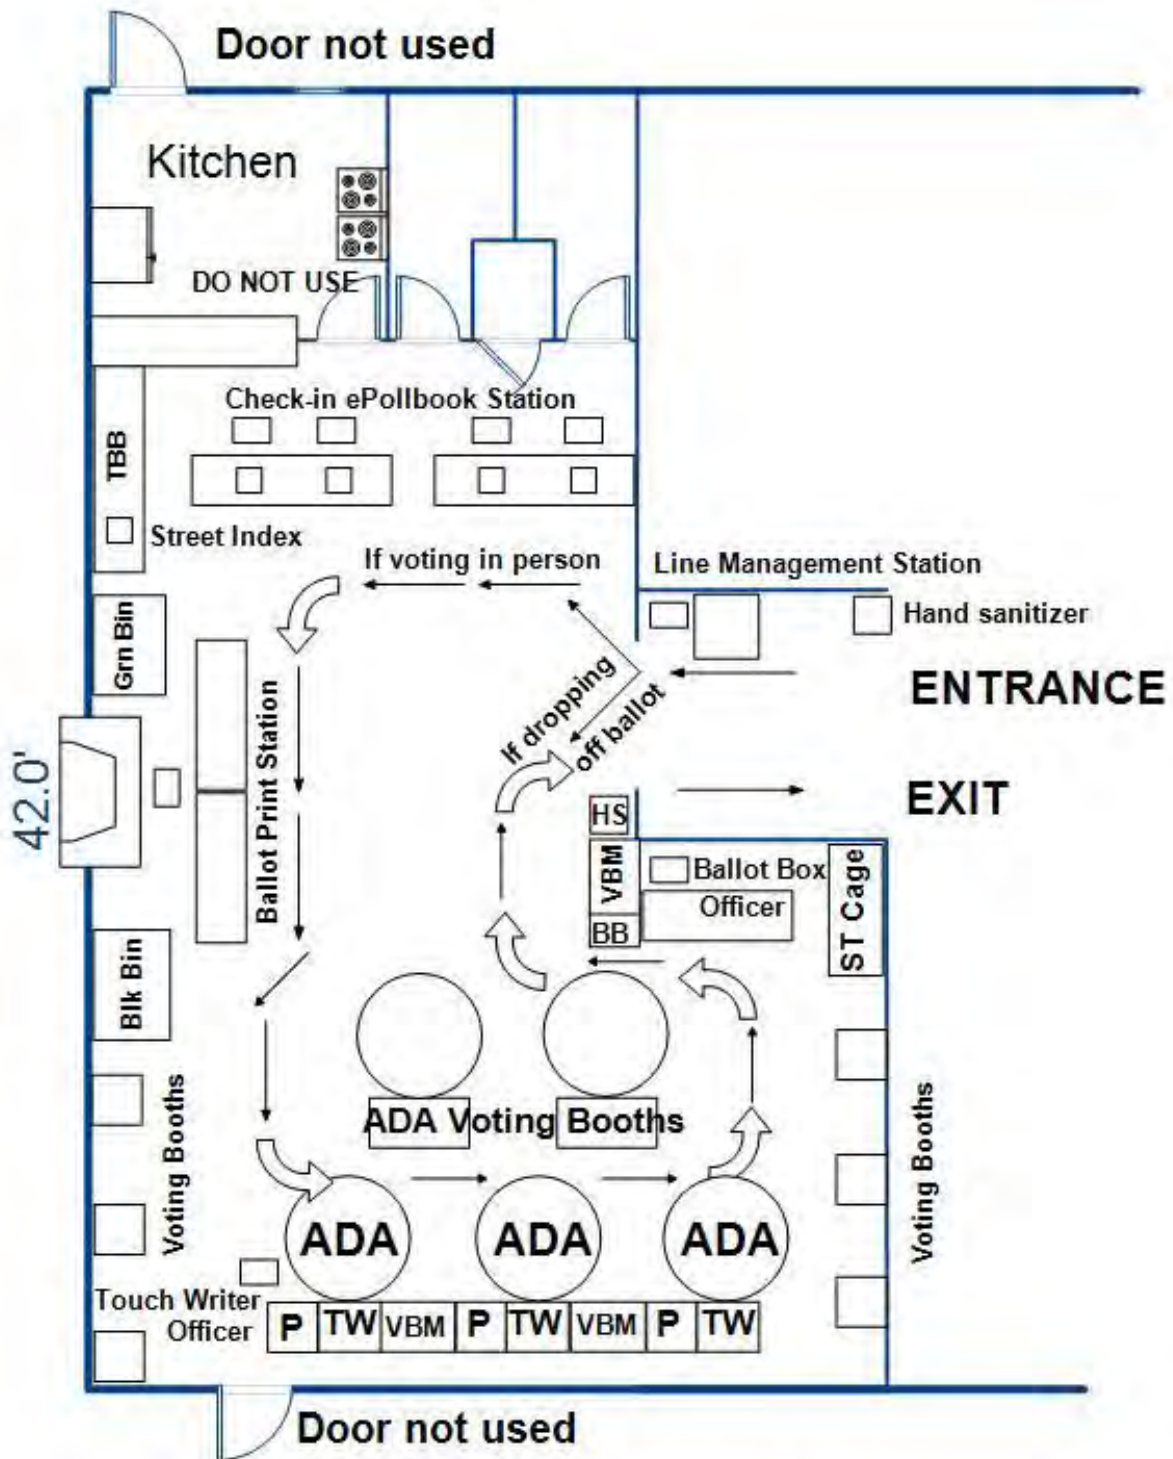 Door not used
Kitchen
DO NOT USE
Check-in ePollbook Station
TBB
Street Index
If voting in person
Line Management Station
Hand sanitizer
Grn Bin
ENTRANCE
If dropping
off ballot
Ballot Print Station
42.0'
EXIT
HS
VBM
Ballot Box
Officer
BB
ST Cage
Blk Bin
ADA Voting Booths
Voting Booths
Voting Booths
ADA
ADA
ADA
Touch Writer
Officer
P
TW
VBM
P
TW
VBM
P
TW
Door not used